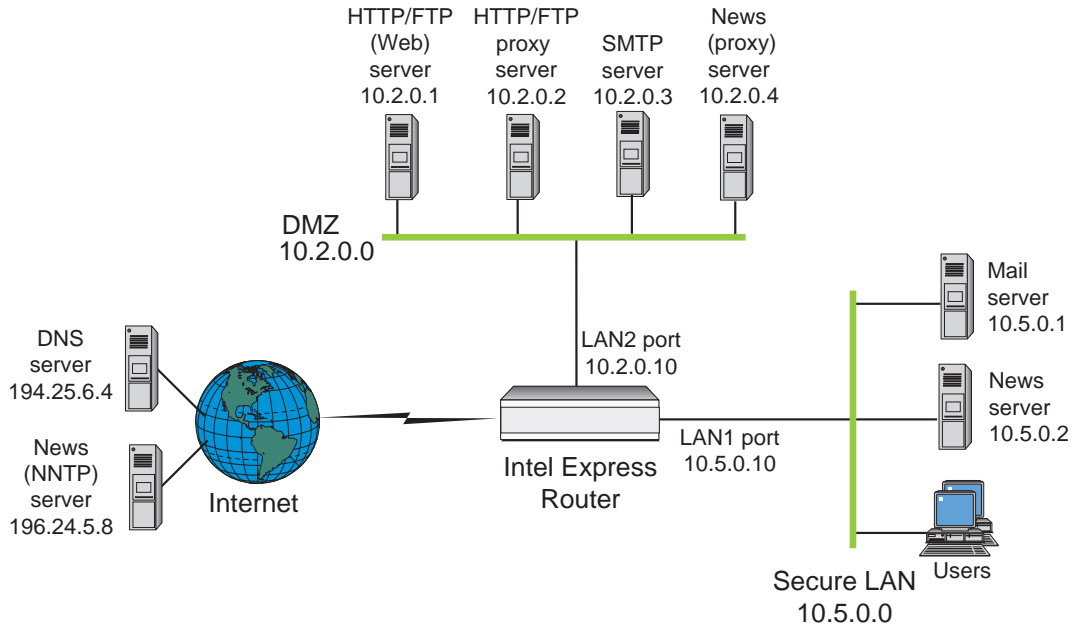 HTTP/FTP
(Web)
server
10.2.0.1
HTTP/FTP
proxy
server
10.2.0.2
SMTP
server
10.2.0.3
News
(proxy)
server
10.2.0.4
DMZ
10.2.0.0
Mail
server
10.5.0.1
DNS
server
194.25.6.4
LAN2 port
10.2.0.10
News
server
10.5.0.2
News
(NNTP)
server
196.24.5.8
Internet
Intel Express
Router
LAN1 port
10.5.0.10
Users
Secure LAN
10.5.0.0